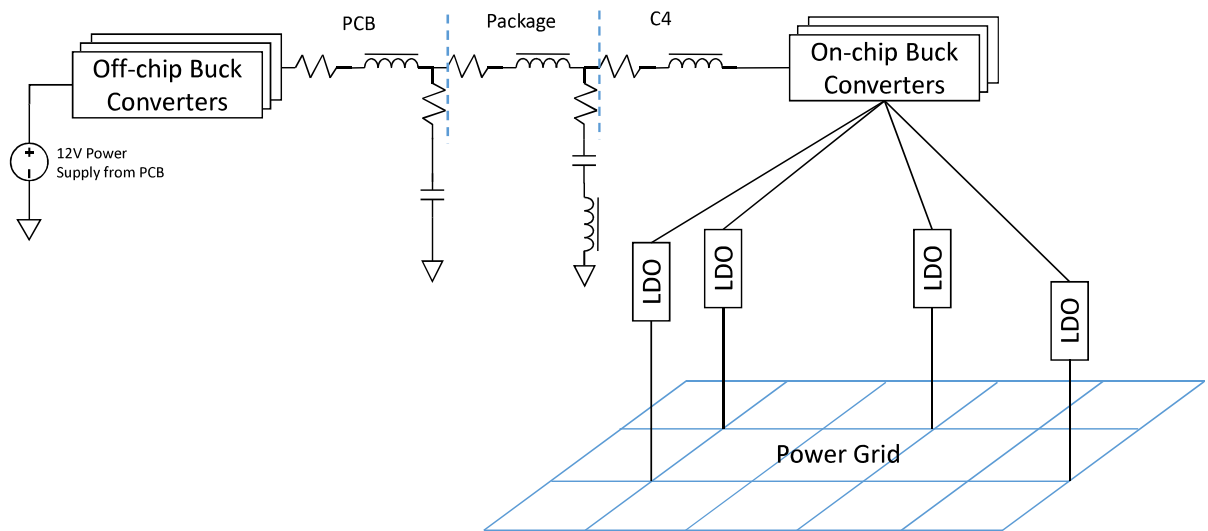 PCB
Package
C4
Off-chip Buck
Converters
On-chip Buck
Converters
+
-
12V Power
Supply from PCB
LDO
LDO
LDO
LDO
Power Grid